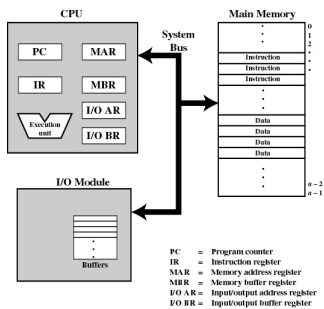 CPU
Main Memory
System
Bus
PC
MAR
IR
MBR
I/O AR
Execution
unit
I/O BR
0
1
2
Instruction
Instruction
Instruction
Data
Data
Data
Data
n - 2
n - 1
I/O Module
Buffers
PC = Program counter
IR = Instruction register
MAR = Memory address register
MBR = Memory buffer register
I/O AR = Input/output address register
I/O BR = Input/output buffer register